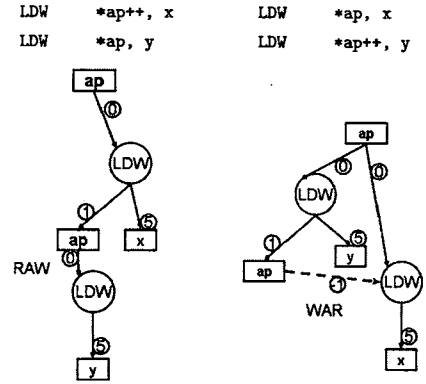 LDW *ap++, x
LDW *ap, y
LDW *ap, x
LDW *ap++, y
ap
0
LDW
1
5
ap
x
0
RAW
LDW
5
y
ap
0
0
LDW
1
5
y
ap
-1
LDW
WAR
5
x